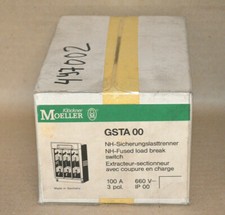 4147002
Klöckner
MOELLER
GSTA 00
NH-Sicherungslasttrenner
NH-Fused load break
switch
Extracteur-sectionneur
avec coupure en charge
100 A 660 V~
3 pol. IP 00